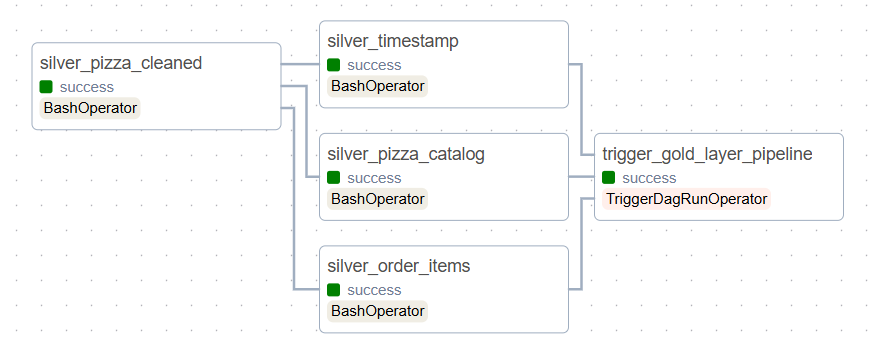 silver_pizza_cleaned
success
BashOperator
silver_timestamp
success
BashOperator
silver_pizza_catalog
success
BashOperator
silver_order_items
success
BashOperator
trigger_gold_layer_pipeline
success
TriggerDagRunOperator